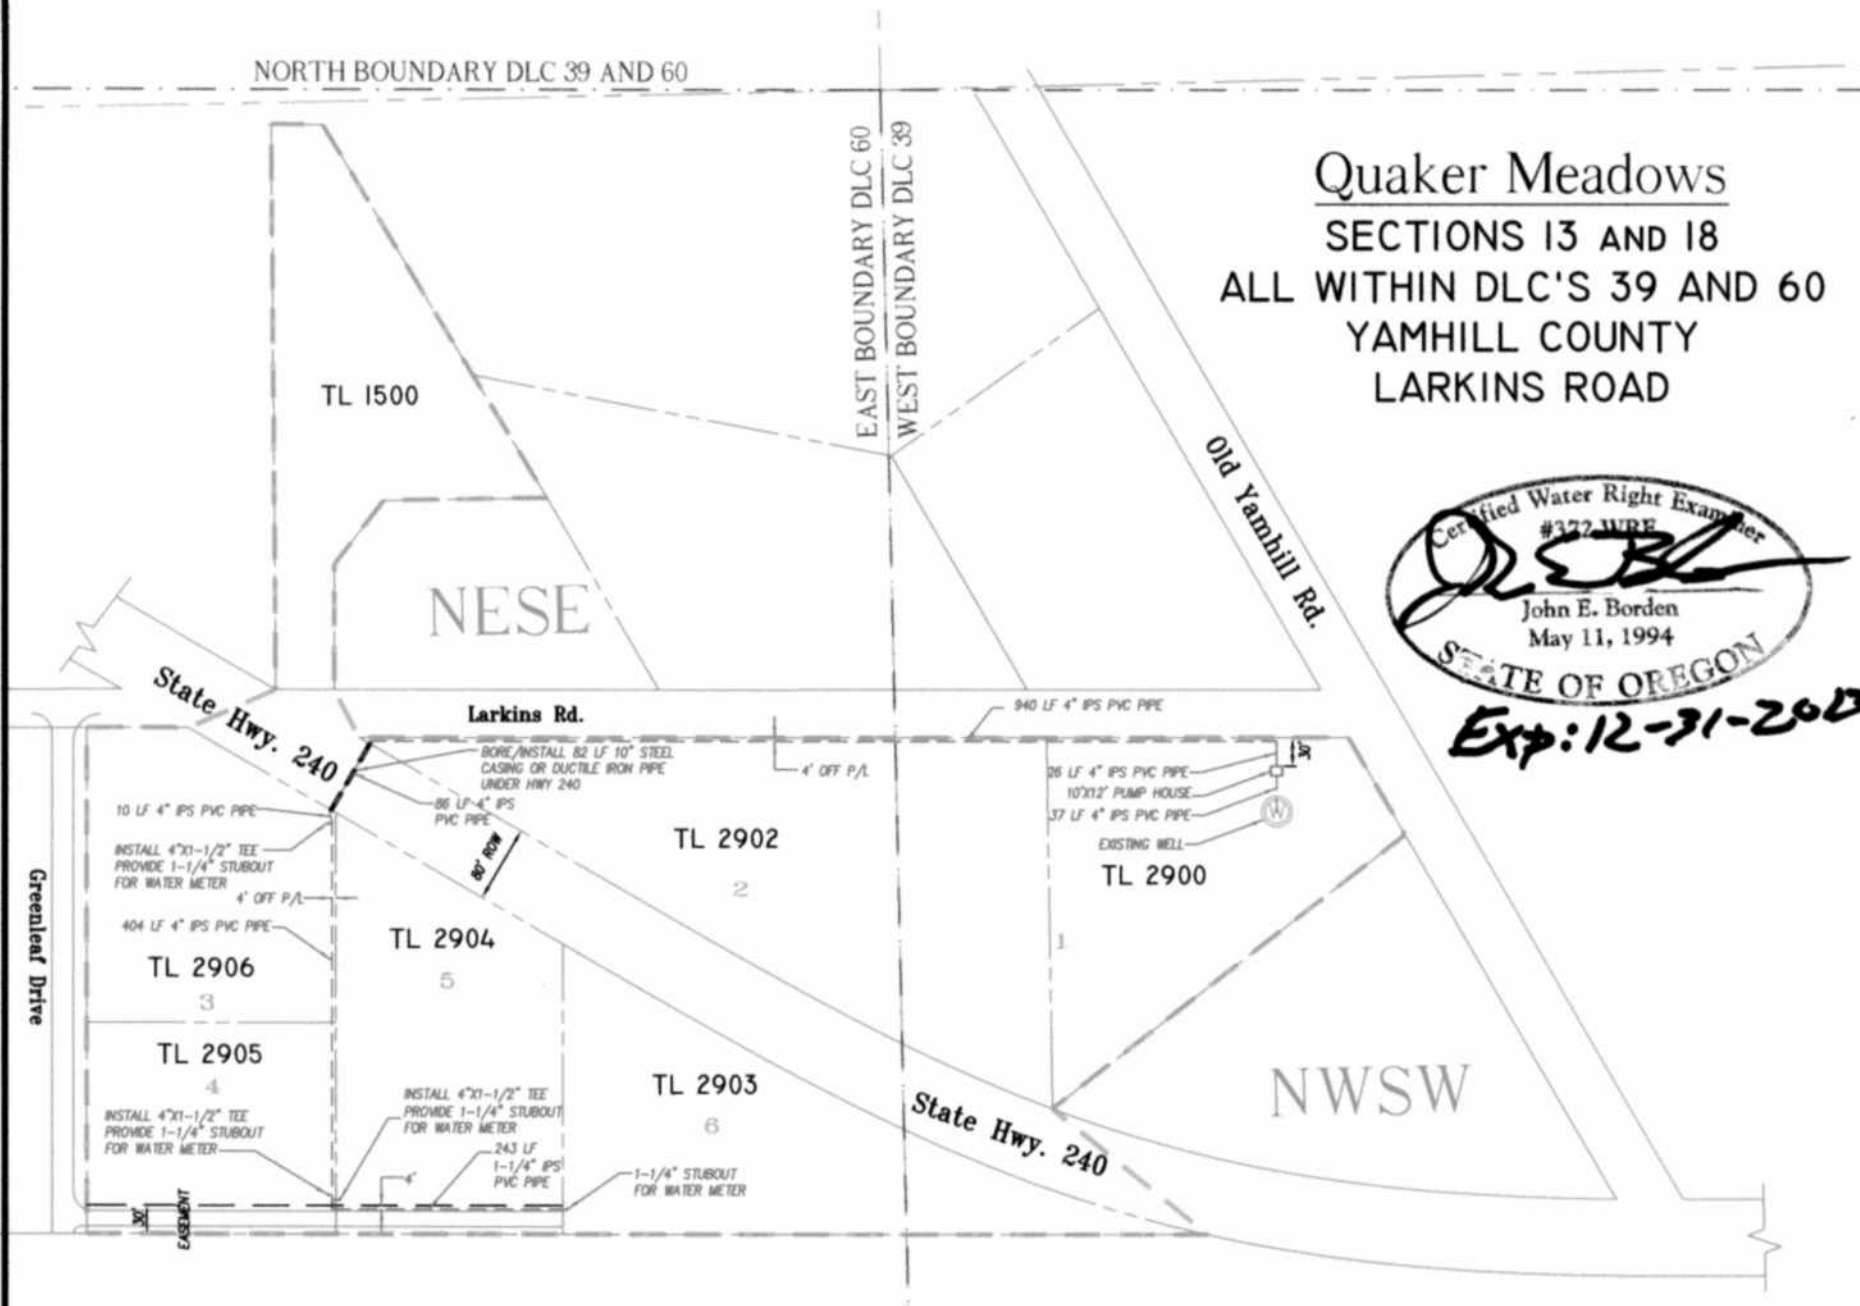 NORTH BOUNDARY DLC 39 AND 60
EAST BOUNDARY DLC 60
WEST BOUNDARY DLC 39
Quaker Meadows
SECTIONS 13 AND 18
ALL WITHIN DLC'S 39 AND 60
YAMHILL COUNTY
LARKINS ROAD
TL 1500
Old Yamhill Rd.
Certified Water Right Examiner
#372 WRE
John E. Borden
May 11, 1994
STATE OF OREGON
Exp: 12-31-20
NESE
State Hwy. 240
Larkins Rd.
940 LF 4" IPS PVC PIPE
BORE/INSTALL 82 LF 10" STEEL
CASING OR DUCTILE IRON PIPE
UNDER HWY 240
4' OFF P/L
26 LF 4" IPS PVC PIPE
30'
10'X12' PUMP HOUSE
37 LF 4" IPS PVC PIPE
W
EXISTING WELL
86 LF 4" IPS
PVC PIPE
10 LF 4" IPS PVC PIPE
80' ROW
TL 2902
2
TL 2900
1
INSTALL 4"X1-1/2" TEE
PROVIDE 1-1/4" STUBOUT
FOR WATER METER
4' OFF P/L
404 LF 4" IPS PVC PIPE
Greenleaf Drive
TL 2904
5
TL 2906
3
TL 2905
4
TL 2903
6
State Hwy. 240
NWSW
INSTALL 4"X1-1/2" TEE
PROVIDE 1-1/4" STUBOUT
FOR WATER METER
INSTALL 4"X1-1/2" TEE
PROVIDE 1-1/4" STUBOUT
FOR WATER METER
243 LF
1-1/4" IPS
PVC PIPE
4'
1-1/4" STUBOUT
FOR WATER METER
30'
EASEMENT